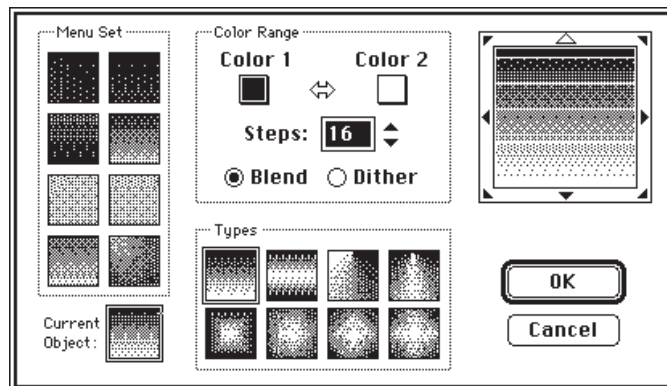 Menu Set
Color Range
Color 1
Color 2
Steps: 16
Blend
Dither
Types
Current
Object:
OK
Cancel